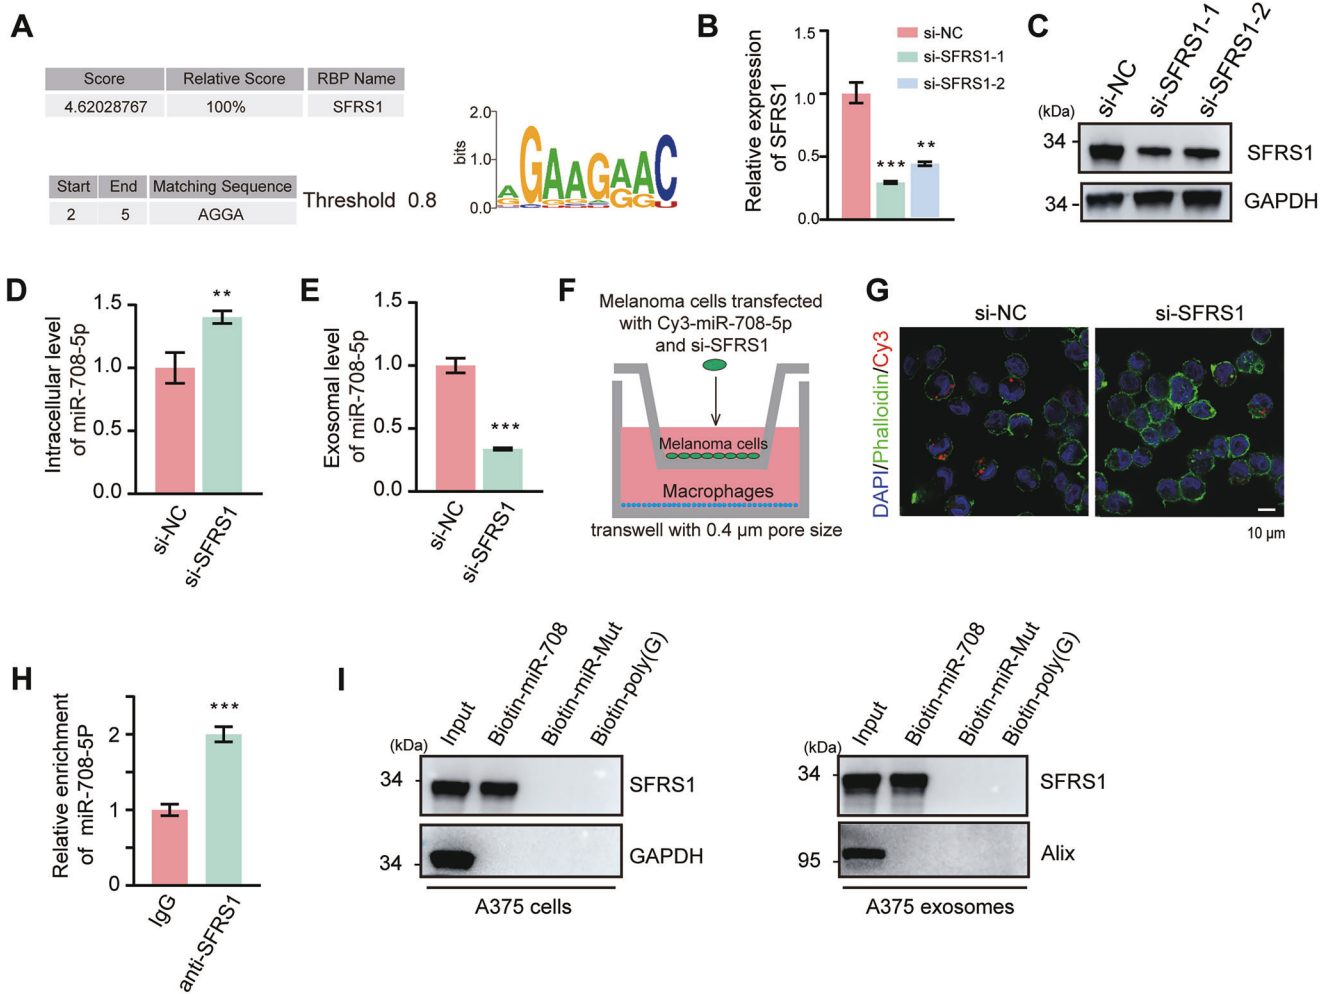 A
Score Relative Score RBP Name
4.62028767 100% SFRS1
Start End Matching Sequence
2 5 AGGA
Threshold 0.8
bits
2.0
1.0
0.0
GAAGAAC
B
Relative expression
of SFRS1
1.5
1.0
0.5
0.0
si-NC
si-SFRS1-1
si-SFRS1-2
***
**
C
si-NC
si-SFRS1-1
si-SFRS1-2
(kDa)
34
SFRS1
34
GAPDH
D
Intracellular level
of miR-708-5p
1.5
1.0
0.5
0.0
**
si-NC
si-SFRS1
E
Exosomal level
of miR-708-5p
1.5
1.0
0.5
0.0
***
si-NC
si-SFRS1
F
Melanoma cells transfected
with Cy3-miR-708-5p
and si-SFRS1
Melanoma cells
Macrophages
transwell with 0.4 μm pore size
G
DAPI/Phalloidin/Cy3
si-NC
si-SFRS1
10 μm
H
Relative enrichment
of miR-708-5P
2
1
0
***
IgG
anti-SFRS1
I
(kDa)
Input
Biotin-miR-708
Biotin-miR-Mut
Biotin-poly(G)
34
SFRS1
34
GAPDH
A375 cells
(kDa)
Input
Biotin-miR-708
Biotin-miR-Mut
Biotin-poly(G)
34
SFRS1
95
Alix
A375 exosomes